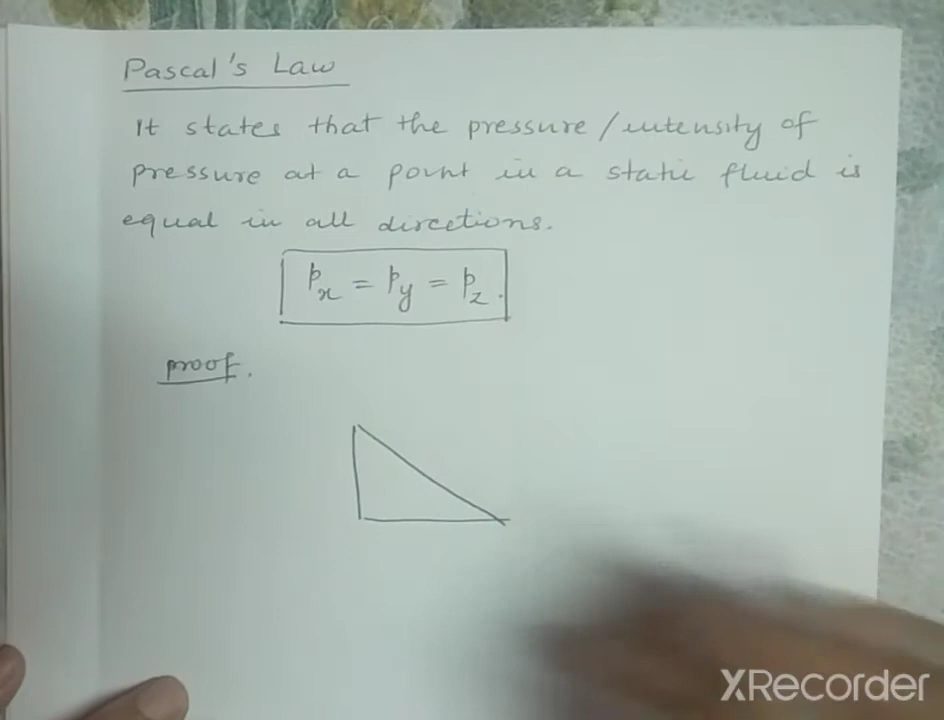 Pascal's Law
It states that the pressure/intensity of
pressure at a point in a static fluid is
equal in all directions.
px = py = pz.
proof.
XRecorder